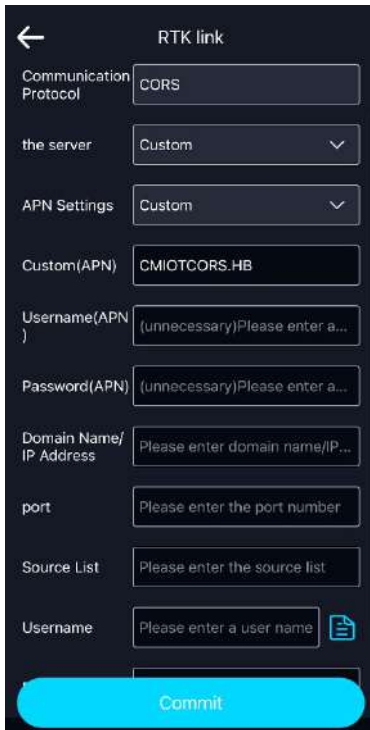 RTK link
Communication
Protocol
CORS
the server
Custom
APN Settings
Custom
Custom(APN)
CMIOTCORS.HB
Username(APN
)
(unnecessary)Please enter a...
Password(APN)
(unnecessary)Please enter a...
Domain Name/
IP Address
Please enter domain name/IP...
port
Please enter the port number
Source List
Please enter the source list
Username
Please enter a user name
Commit